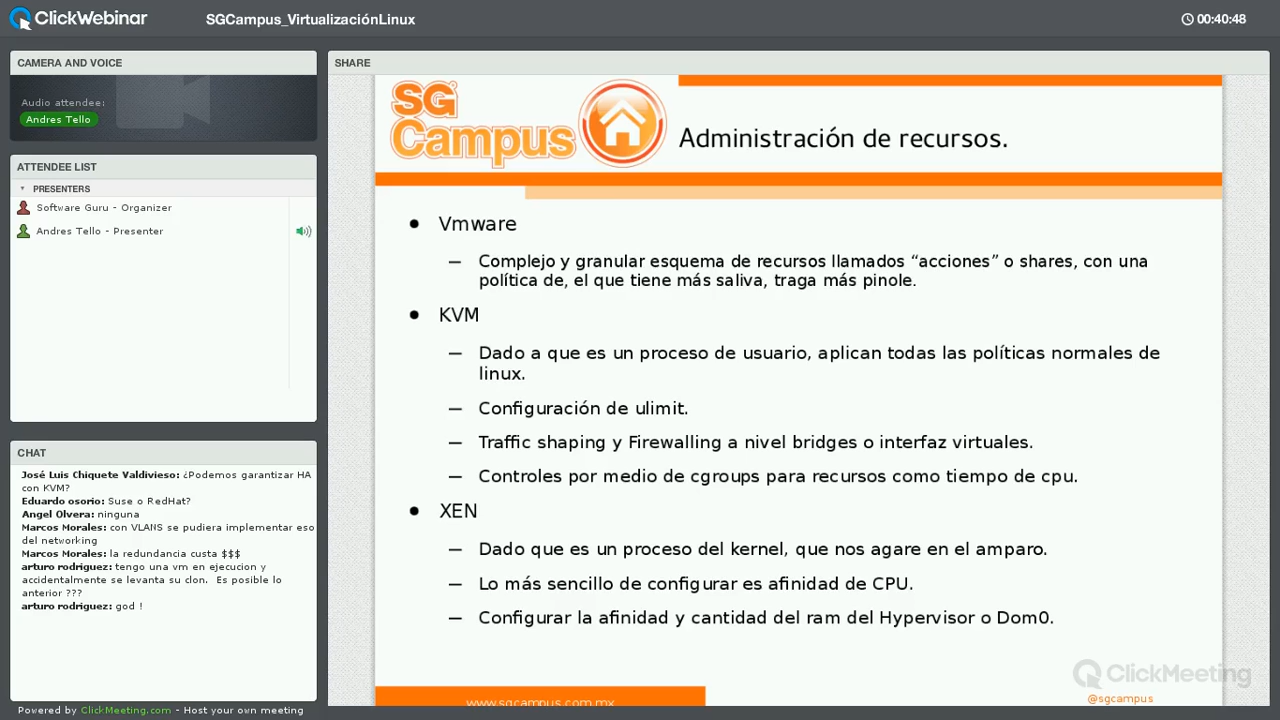 ClickWebinar
SGCampus_VirtualizaciónLinux
00:40:48
CAMERA AND VOICE
Audio attendee:
Andres Tello
ATTENDEE LIST
PRESENTERS
Software Guru - Organizer
Andres Tello - Presenter
CHAT
José Luis Chiquete Valdivieso: ¿Podemos garantizar HA
con KVM?
Eduardo osorio: Suse o RedHat?
Angel Olvera: ninguna
Marcos Morales: con VLANS se pudiera implementar eso
del networking
Marcos Morales: la redundancia custa $$$
arturo rodriguez: tengo una vm en ejecucion y
accidentalmente se levanta su clon. Es posible lo
anterior ???
arturo rodriguez: god !
Powered by ClickMeeting.com - Host your own meeting
SHARE
SG
Campus
Administración de recursos.
● Vmware
– Complejo y granular esquema de recursos llamados “acciones” o shares, con una
política de, el que tiene más saliva, traga más pinole.
● KVM
– Dado a que es un proceso de usuario, aplican todas las políticas normales de
linux.
– Configuración de ulimit.
– Traffic shaping y Firewalling a nivel bridges o interfaz virtuales.
– Controles por medio de cgroups para recursos como tiempo de cpu.
● XEN
– Dado que es un proceso del kernel, que nos agare en el amparo.
– Lo más sencillo de configurar es afinidad de CPU.
– Configurar la afinidad y cantidad del ram del Hypervisor o Dom0.
ClickMeeting
www.sgcampus.com.mx
@sgcampus